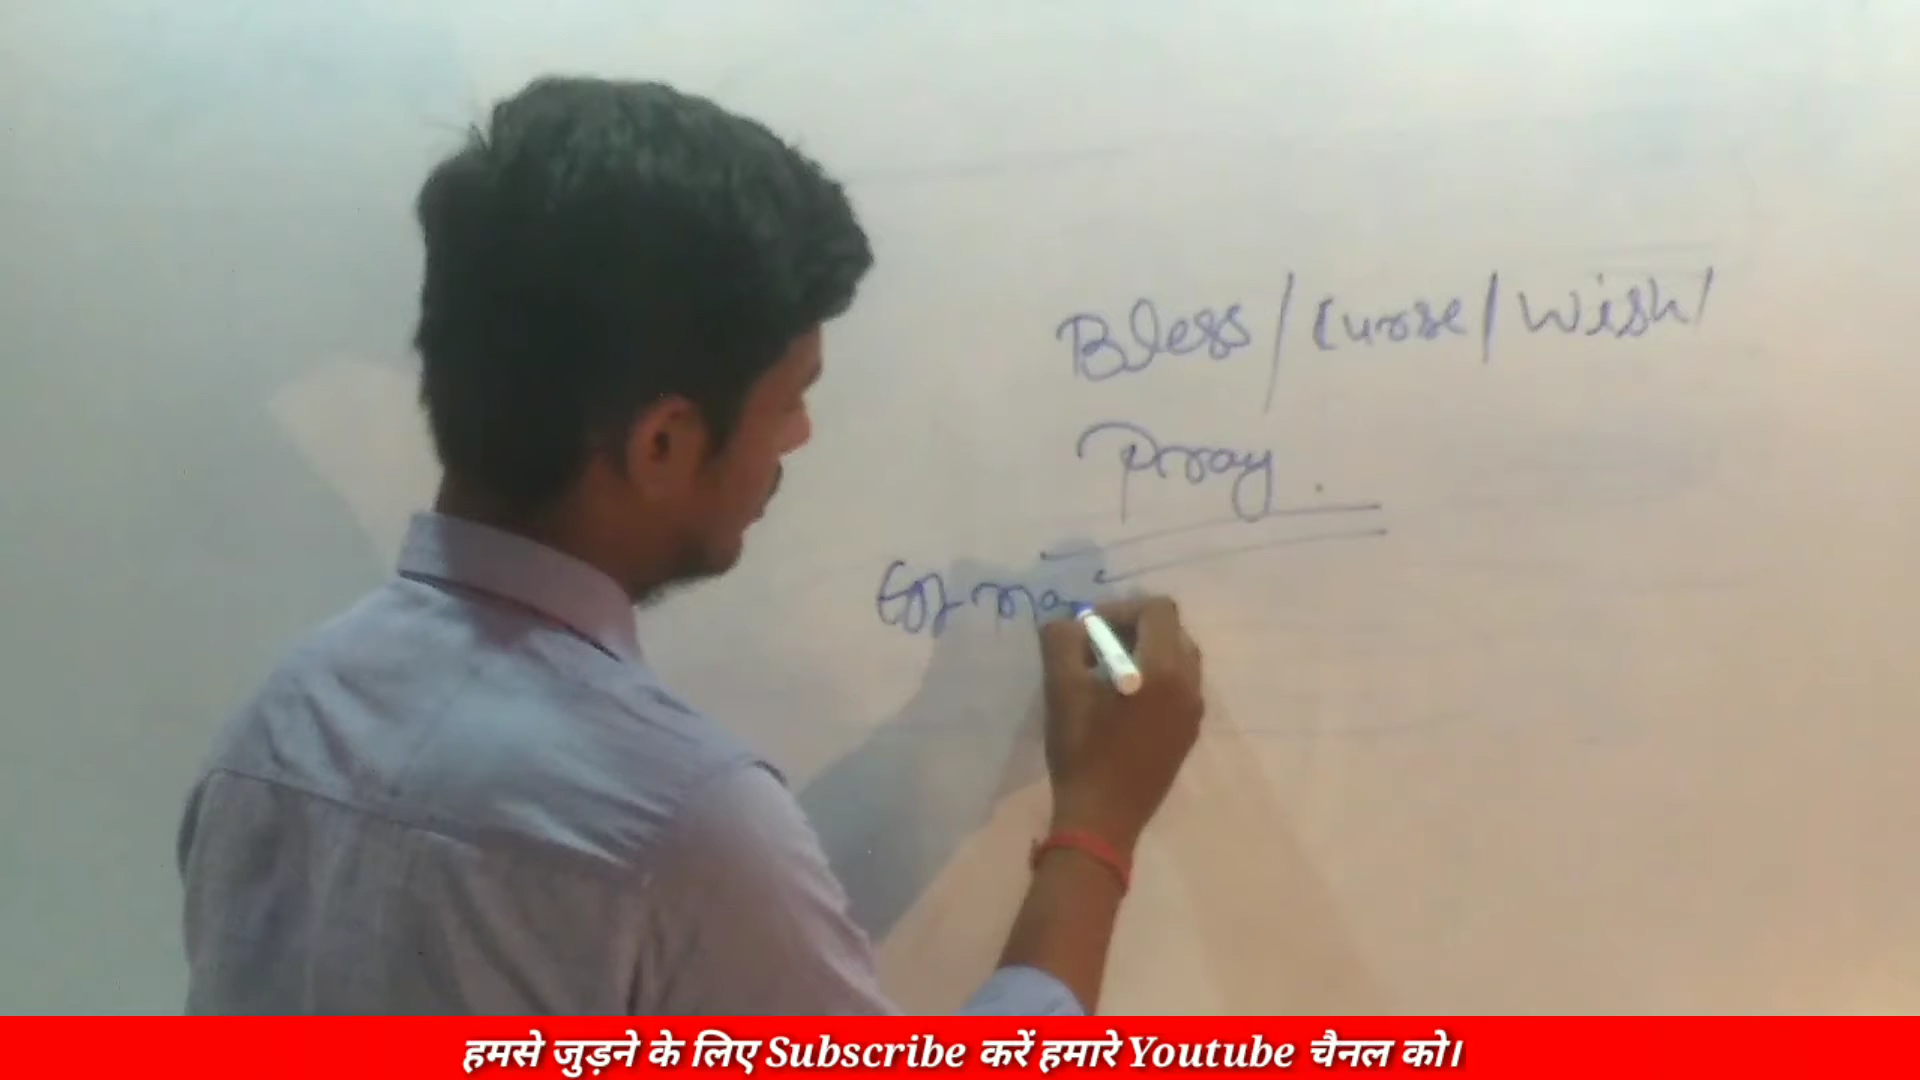 Bless / Curse / Wish /
Pray .
हमसे जुड़ने के लिए Subscribe करें हमारे Youtube चैनल को।